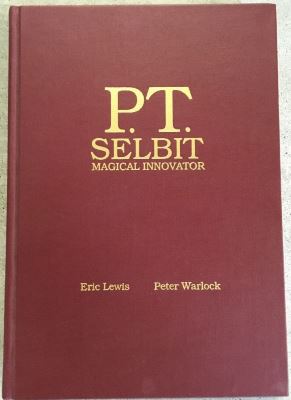 P.T.
SELBIT
MAGICAL INNOVATOR
Eric Lewis Peter Warlock